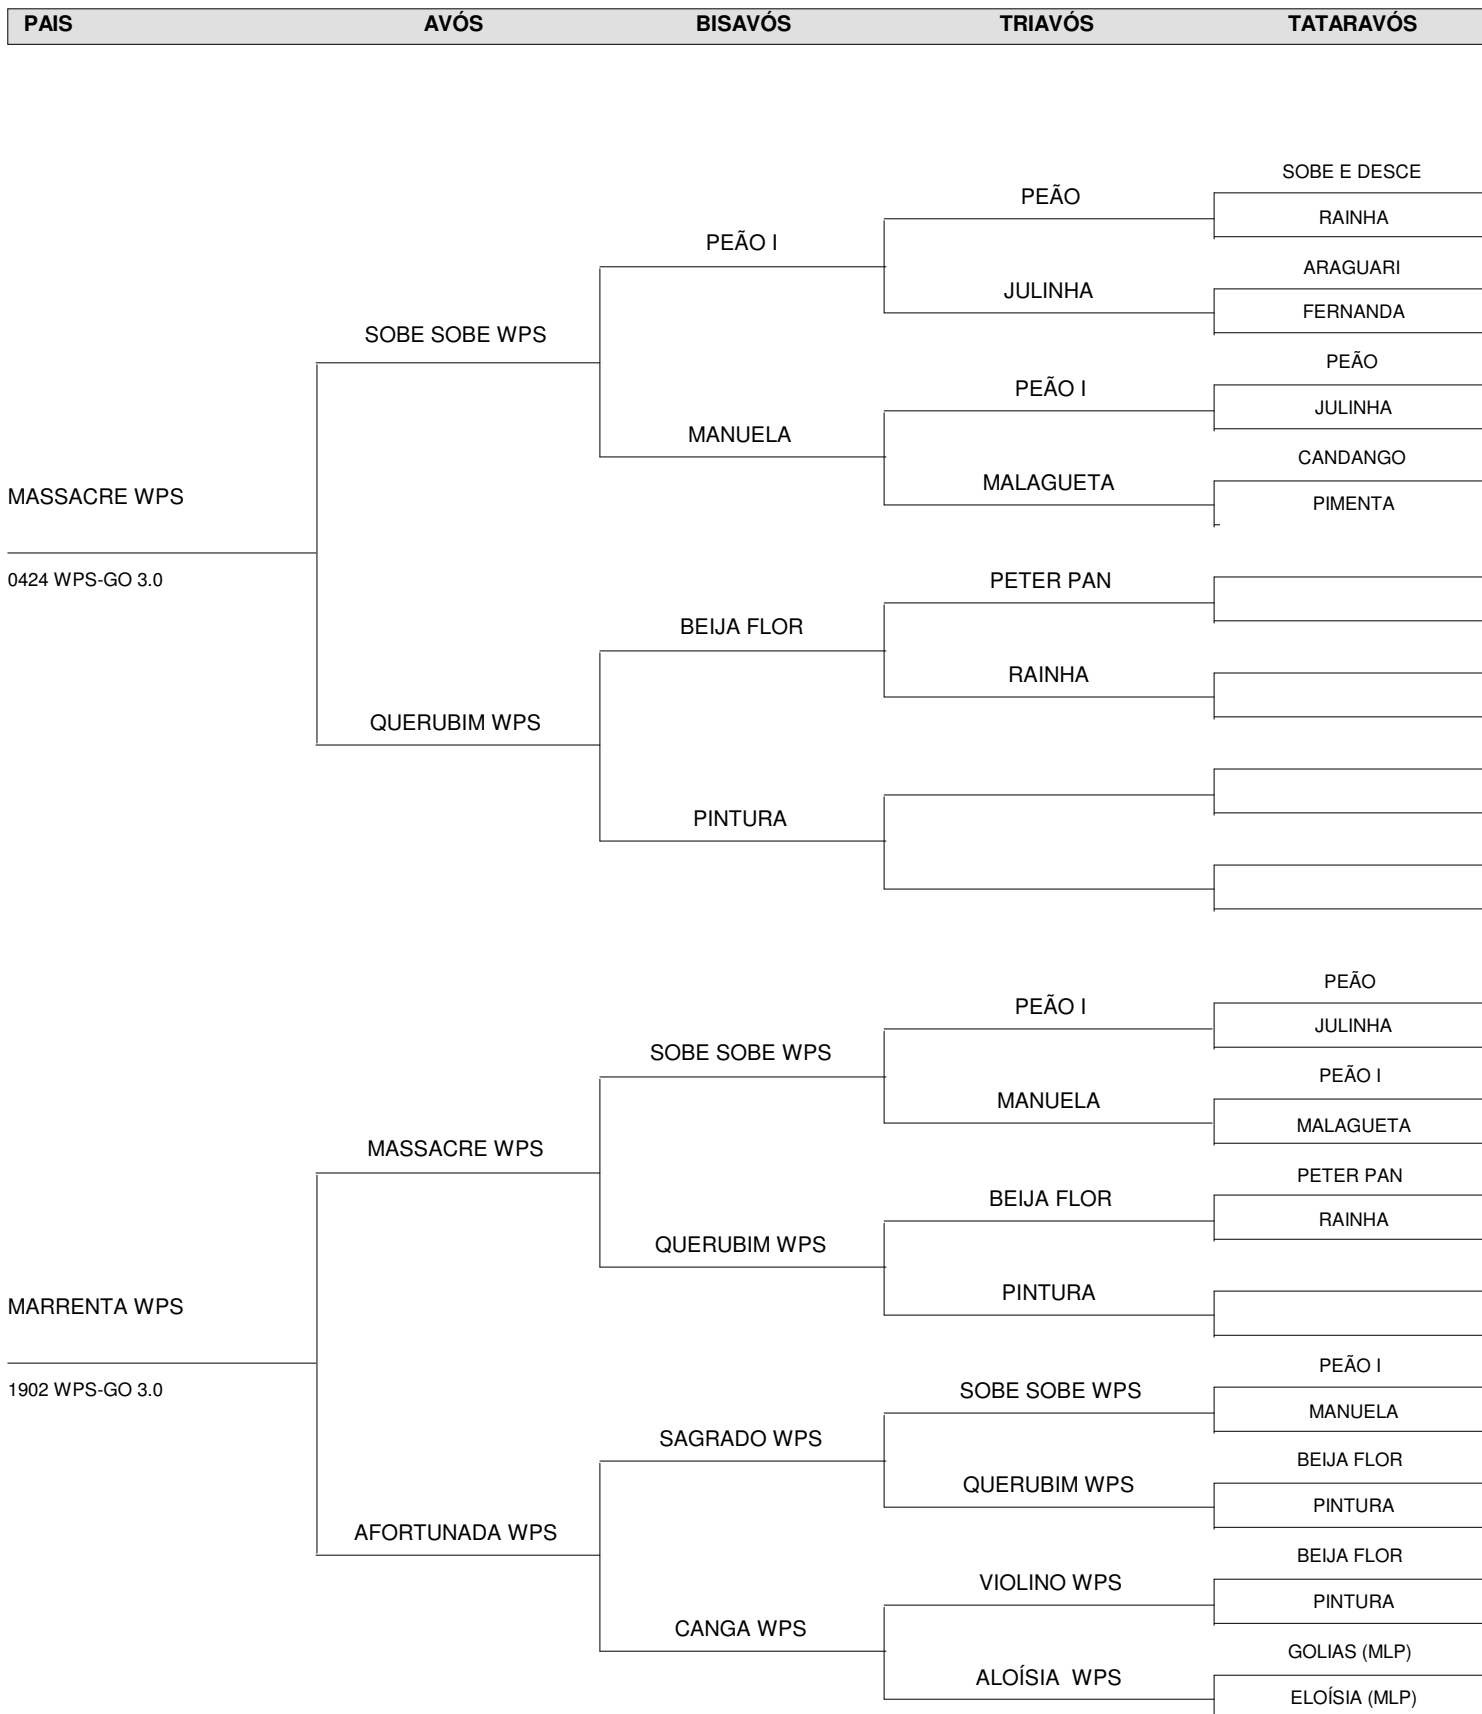 PAIS AVÓS BISAVÓS TRIAVÓS TATARAVÓS
SOBE E DESCE
PEÃO
RAINHA
PEÃO I
ARAGUARI
JULINHA
FERNANDA
SOBE SOBE WPS
PEÃO
PEÃO I
JULINHA
MANUELA
CANDANGO
MALAGUETA
MASSACRE WPS
PIMENTA
0424 WPS-GO 3.0
PETER PAN
BEIJA FLOR
RAINHA
QUERUBIM WPS
PINTURA
PEÃO
PEÃO I
JULINHA
SOBE SOBE WPS
PEÃO I
MANUELA
MALAGUETA
MASSACRE WPS
PETER PAN
BEIJA FLOR
RAINHA
QUERUBIM WPS
PINTURA
MARRENTA WPS
PEÃO I
1902 WPS-GO 3.0
SOBE SOBE WPS
MANUELA
SAGRADO WPS
BEIJA FLOR
QUERUBIM WPS
PINTURA
AFORTUNADA WPS
BEIJA FLOR
VIOLINO WPS
PINTURA
CANGA WPS
GOLIAS (MLP)
ALOÍSIA WPS
ELOÍSIA (MLP)